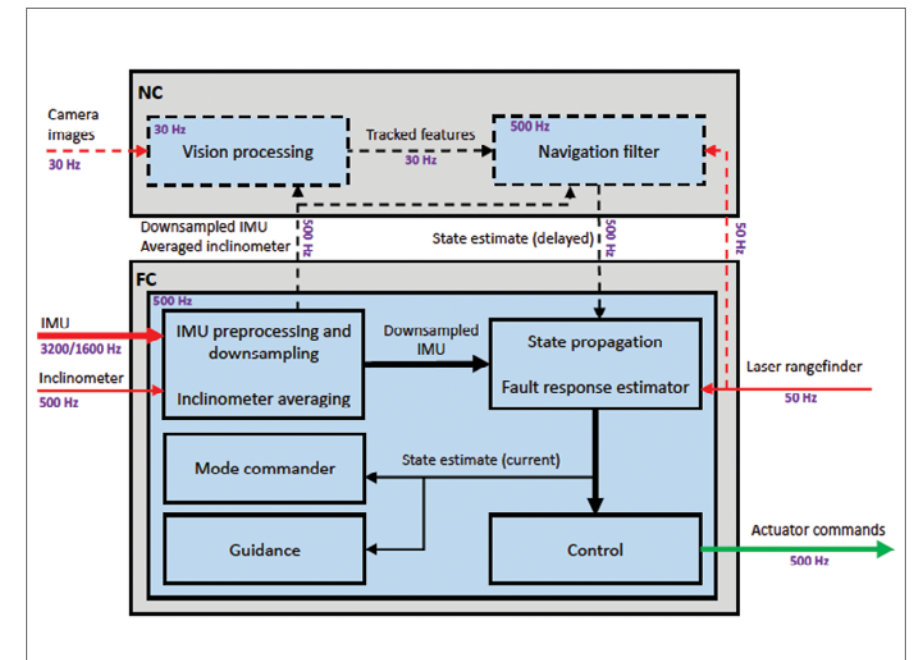 NC
Camera
images
30 Hz
30 Hz
Vision processing
Tracked features
30 Hz
500 Hz
Navigation filter
Downsampled IMU
Averaged inclinometer
500 Hz
State estimate (delayed)
500 Hz
50 Hz
FC
500 Hz
IMU
3200/1600 Hz
Inclinometer
500 Hz
IMU preprocessing and
downsampling
Inclinometer averaging
Downsampled
IMU
State propagation
Fault response estimator
Laser rangefinder
50 Hz
Mode commander
State estimate (current)
Guidance
Control
Actuator commands
500 Hz